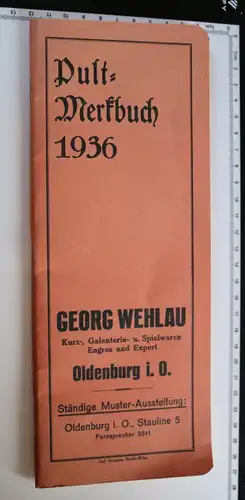 Pult=
Merkbuch
1936
GEORG WEHLAU
Kurz-, Galanterie- u. Spielwaren
Engros und Export
Oldenburg i. O.
Ständige Muster-Ausstellung:
Oldenburg i. O., Stauline 5
Fernsprecher 3511